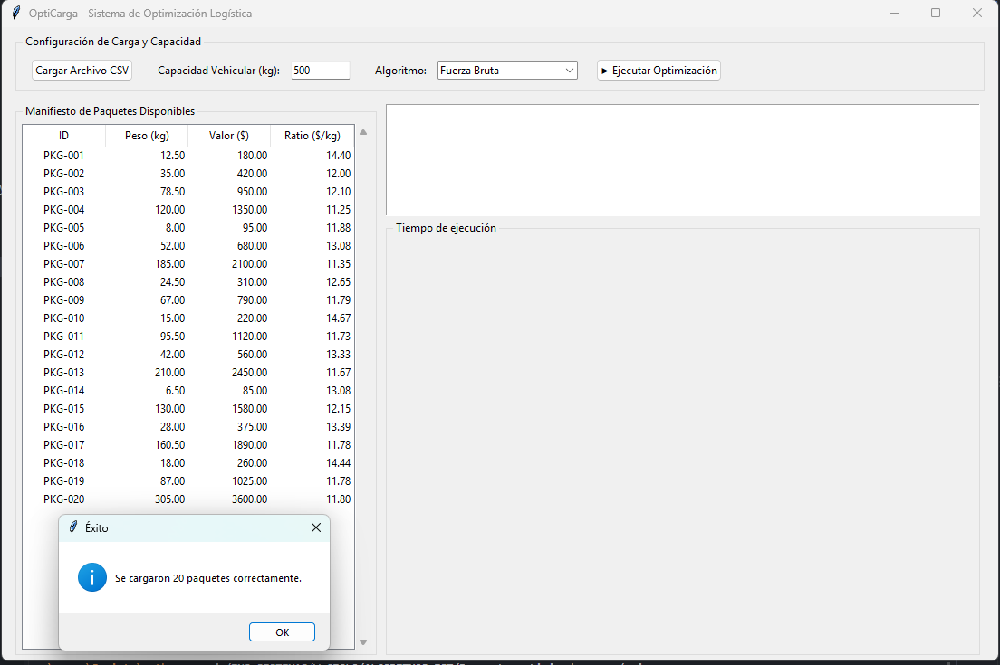 OptiCarga - Sistema de Optimización Logística
Configuración de Carga y Capacidad
Cargar Archivo CSV Capacidad Vehicular (kg): 500 Algoritmo: Fuerza Bruta ► Ejecutar Optimización
Manifiesto de Paquetes Disponibles
ID Peso (kg) Valor ($) Ratio ($/kg)
PKG-001 12.50 180.00 14.40
PKG-002 35.00 420.00 12.00
PKG-003 78.50 950.00 12.10
PKG-004 120.00 1350.00 11.25
PKG-005 8.00 95.00 11.88
PKG-006 52.00 680.00 13.08
PKG-007 185.00 2100.00 11.35
PKG-008 24.50 310.00 12.65
PKG-009 67.00 790.00 11.79
PKG-010 15.00 220.00 14.67
PKG-011 95.50 1120.00 11.73
PKG-012 42.00 560.00 13.33
PKG-013 210.00 2450.00 11.67
PKG-014 6.50 85.00 13.08
PKG-015 130.00 1580.00 12.15
PKG-016 28.00 375.00 13.39
PKG-017 160.50 1890.00 11.78
PKG-018 18.00 260.00 14.44
PKG-019 87.00 1025.00 11.78
PKG-020 305.00 3600.00 11.80
Tiempo de ejecución
Éxito
Se cargaron 20 paquetes correctamente.
OK